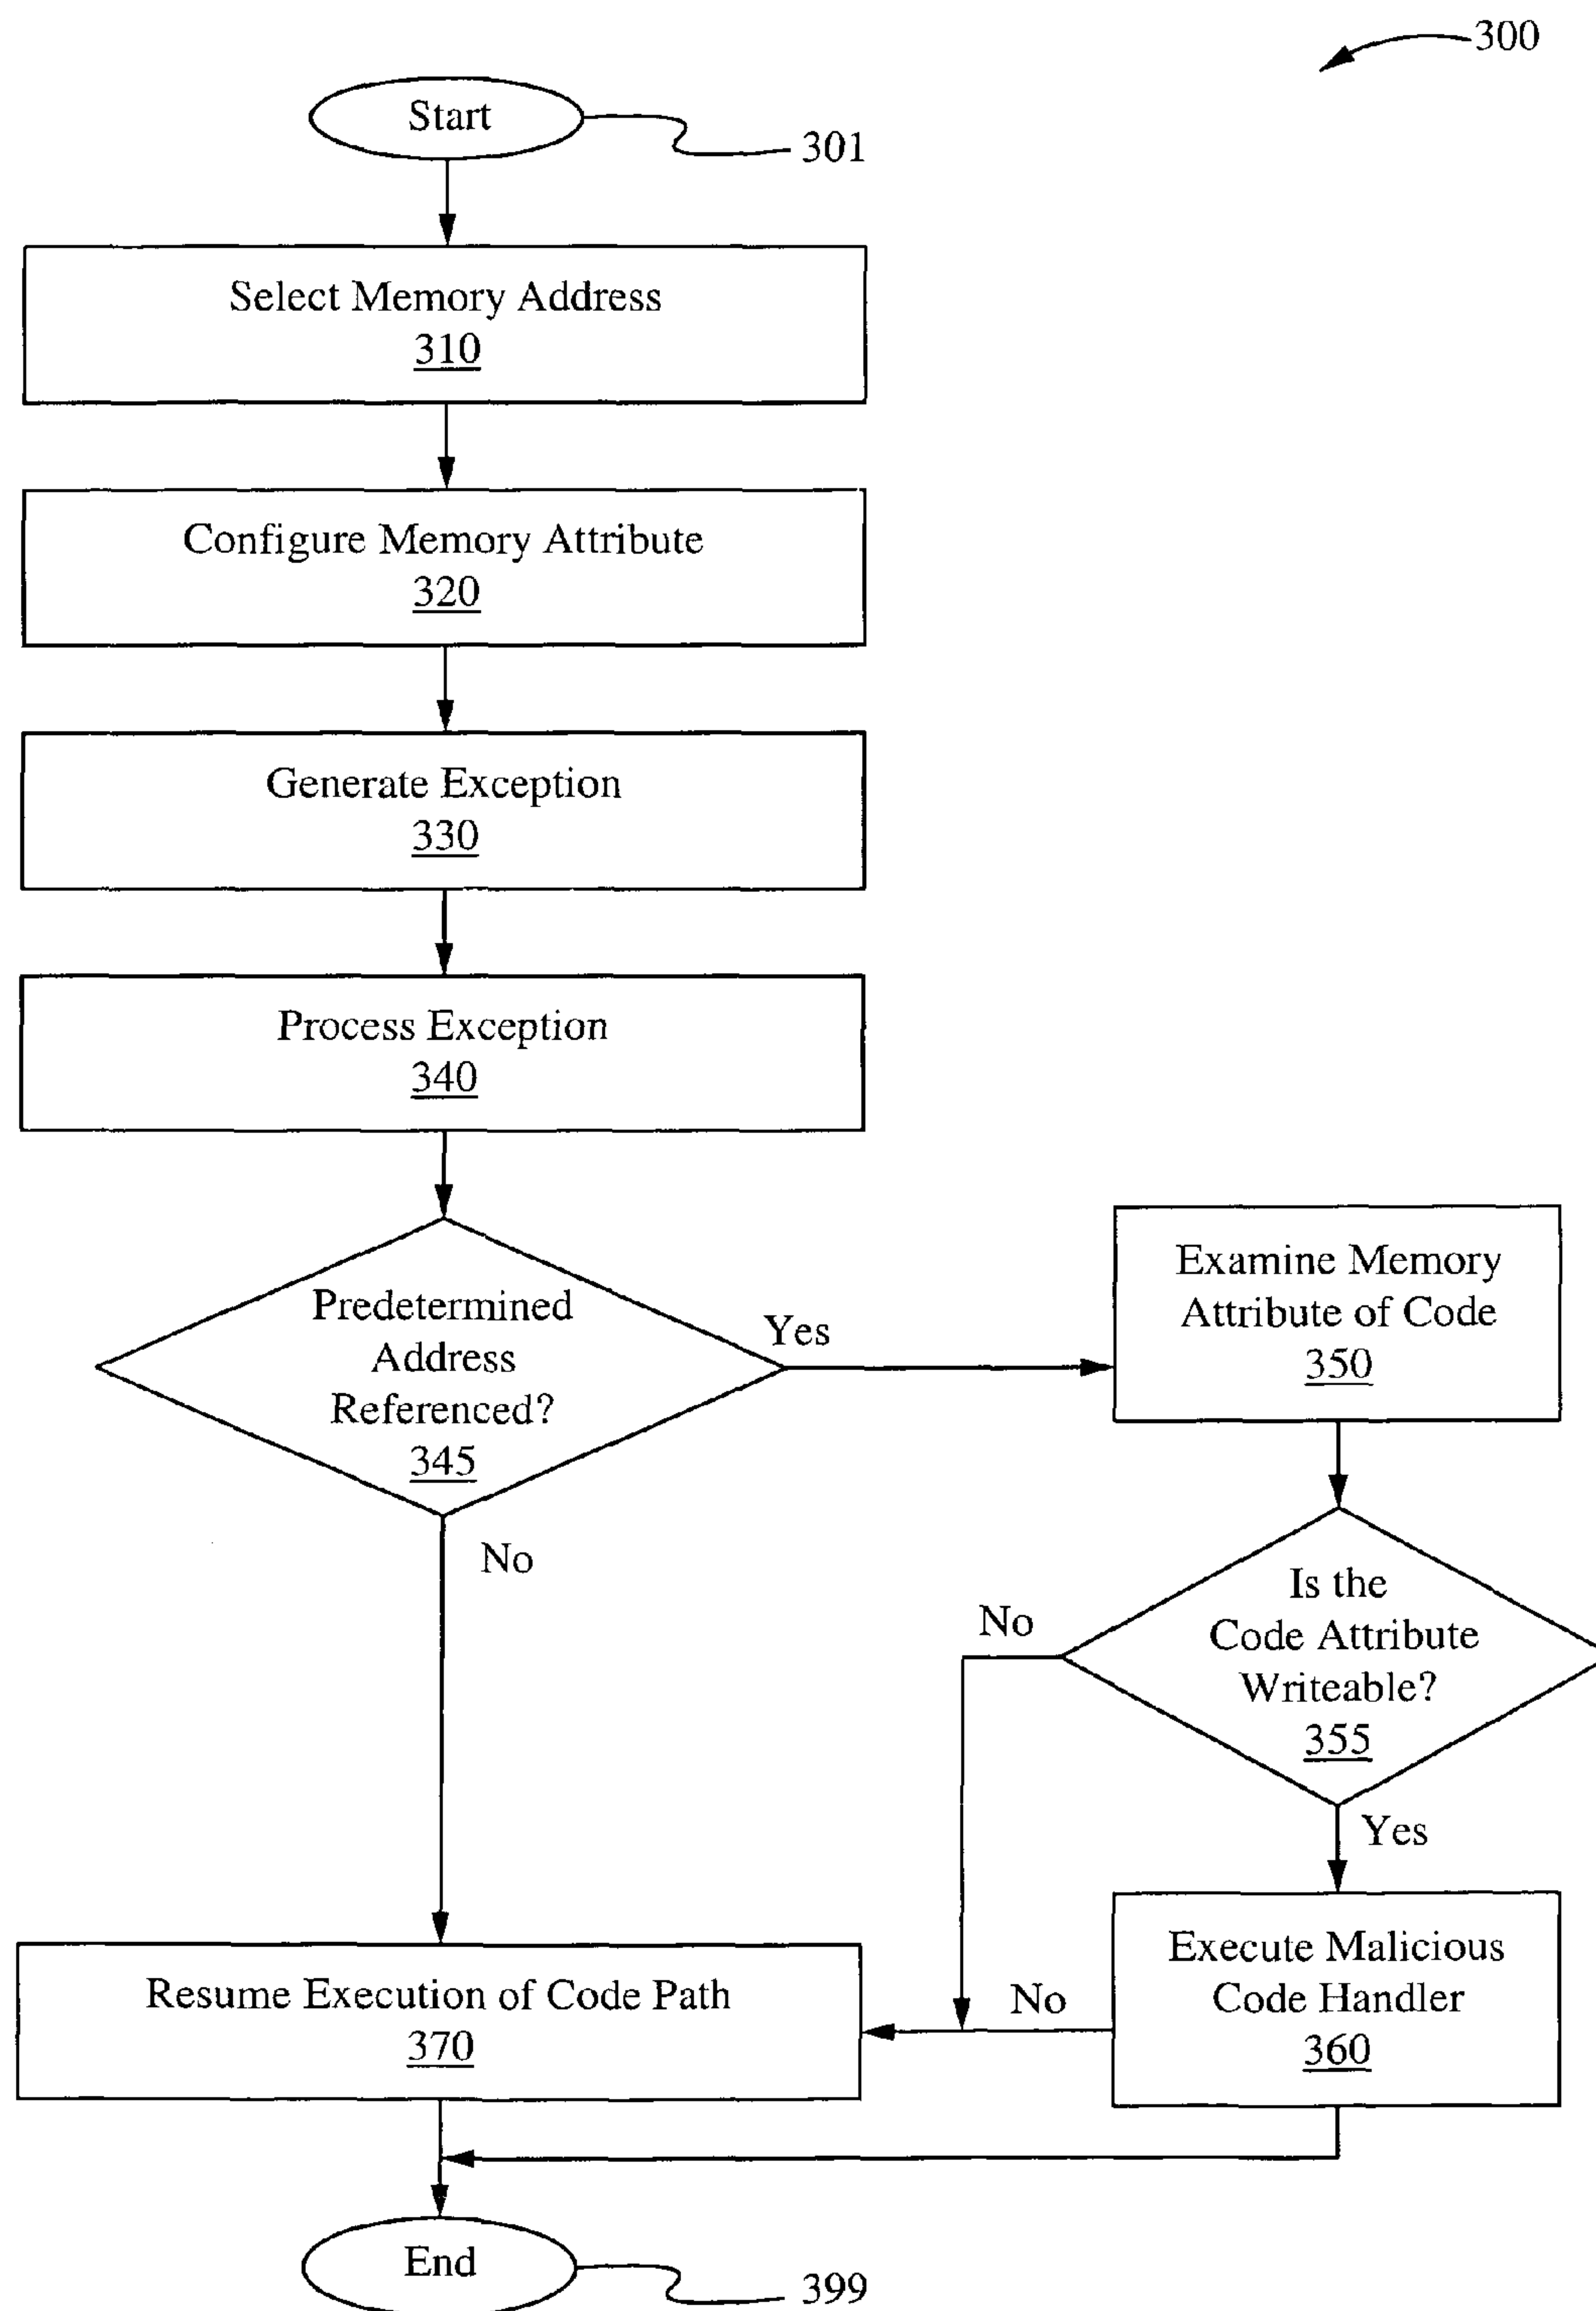 300
Start
301
Select Memory Address
310
Configure Memory Attribute
320
Generate Exception
330
Process Exception
340
Predetermined
Address
Referenced?
345
Yes
No
Examine Memory
Attribute of Code
350
Is the
Code Attribute
Writeable?
355
No
Yes
Execute Malicious
Code Handler
360
No
Resume Execution of Code Path
370
End
399